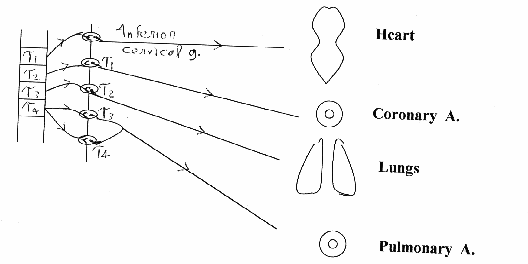 Inferior
cervical g.
Heart
T1
T1
T2
T2
T3
T3
T4
Coronary A.
T4
Lungs
Pulmonary A.